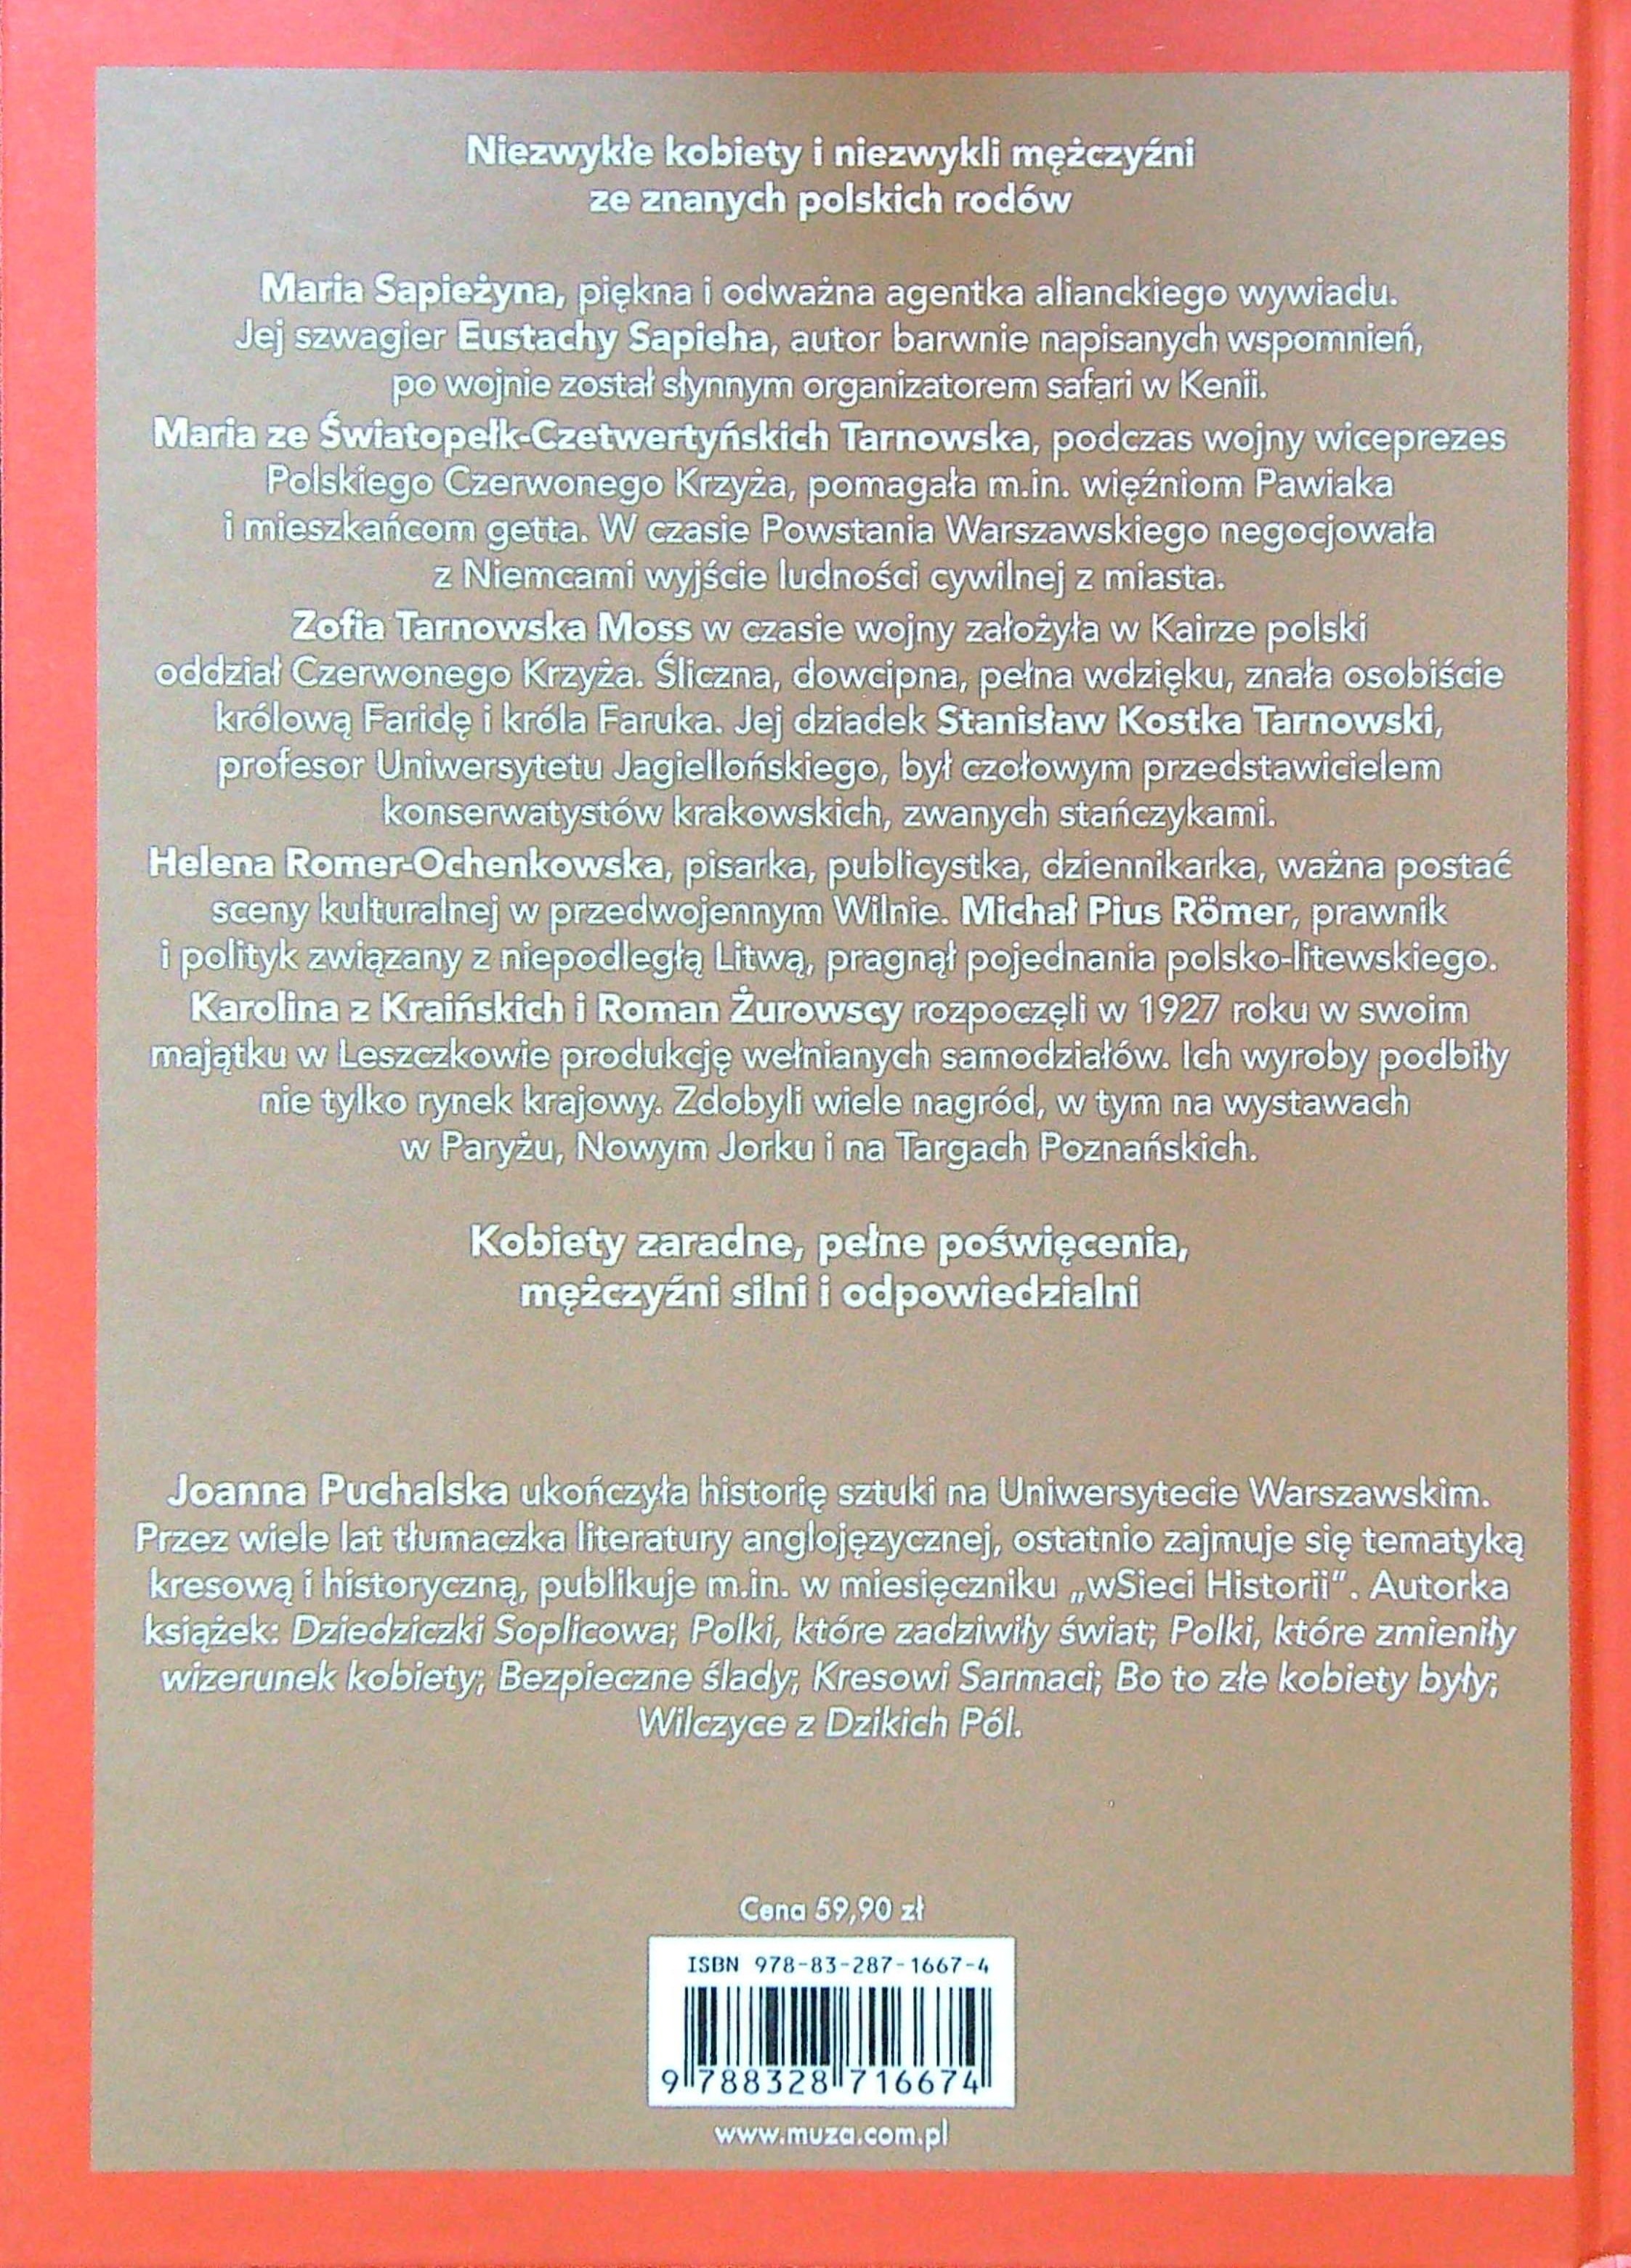 Niezwykłe kobiety i niezwykli mężczyźni
ze znanych polskich rodów
Maria Sapieżyna, piękna i odważna agentka alianckiego wywiadu.
Jej szwagier Eustachy Sapieha, autor barwnie napisanych wspomnień,
po wojnie został słynnym organizatorem safari w Kenii.
Maria ze Światopełk-Czetwertyńskich Tarnowska, podczas wojny wiceprezes
Polskiego Czerwonego Krzyża, pomagała m.in. więźniom Pawiaka
i mieszkańcom getta. W czasie Powstania Warszawskiego negocjowała
z Niemcami wyjście ludności cywilnej z miasta.
Zofia Tarnowska Moss w czasie wojny założyła w Kairze polski
oddział Czerwonego Krzyża. Śliczna, dowcipna, pełna wdzięku, znała osobiście
królową Faridę i króla Faruka. Jej dziadek Stanisław Kostka Tarnowski,
profesor Uniwersytetu Jagiellońskiego, był czołowym przedstawicielem
konserwatystów krakowskich, zwanych stańczykami.
Helena Romer-Ochenkowska, pisarka, publicystka, dziennikarka, ważna postać
sceny kulturalnej w przedwojennym Wilnie. Michał Pius Römer, prawnik
i polityk związany z niepodległą Litwą, pragnął pojednania polsko-litewskiego.
Karolina z Kraińskich i Roman Żurowscy rozpoczęli w 1927 roku w swoim
majątku w Leszczkowie produkcję wełnianych samodziałów. Ich wyroby podbiły
nie tylko rynek krajowy. Zdobyli wiele nagród, w tym na wystawach
w Paryżu, Nowym Jorku i na Targach Poznańskich.
Kobiety zaradne, pełne poświęcenia,
mężczyźni silni i odpowiedzialni
Joanna Puchalska ukończyła historię sztuki na Uniwersytecie Warszawskim.
Przez wiele lat tłumaczka literatury anglojęzycznej, ostatnio zajmuje się tematyką
kresową i historyczną, publikuje m.in. w miesięczniku „wSieci Historii". Autorka
książek: Dziedziczki Soplicowa; Polki, które zadziwiły świat; Polki, które zmieniły
wizerunek kobiety; Bezpieczne ślady; Kresowi Sarmaci; Bo to złe kobiety były;
Wilczyce z Dzikich Pól.
Cena 59,90 zł
ISBN 978-83-287-1667-4
9 788328 716674
www.muza.com.pl